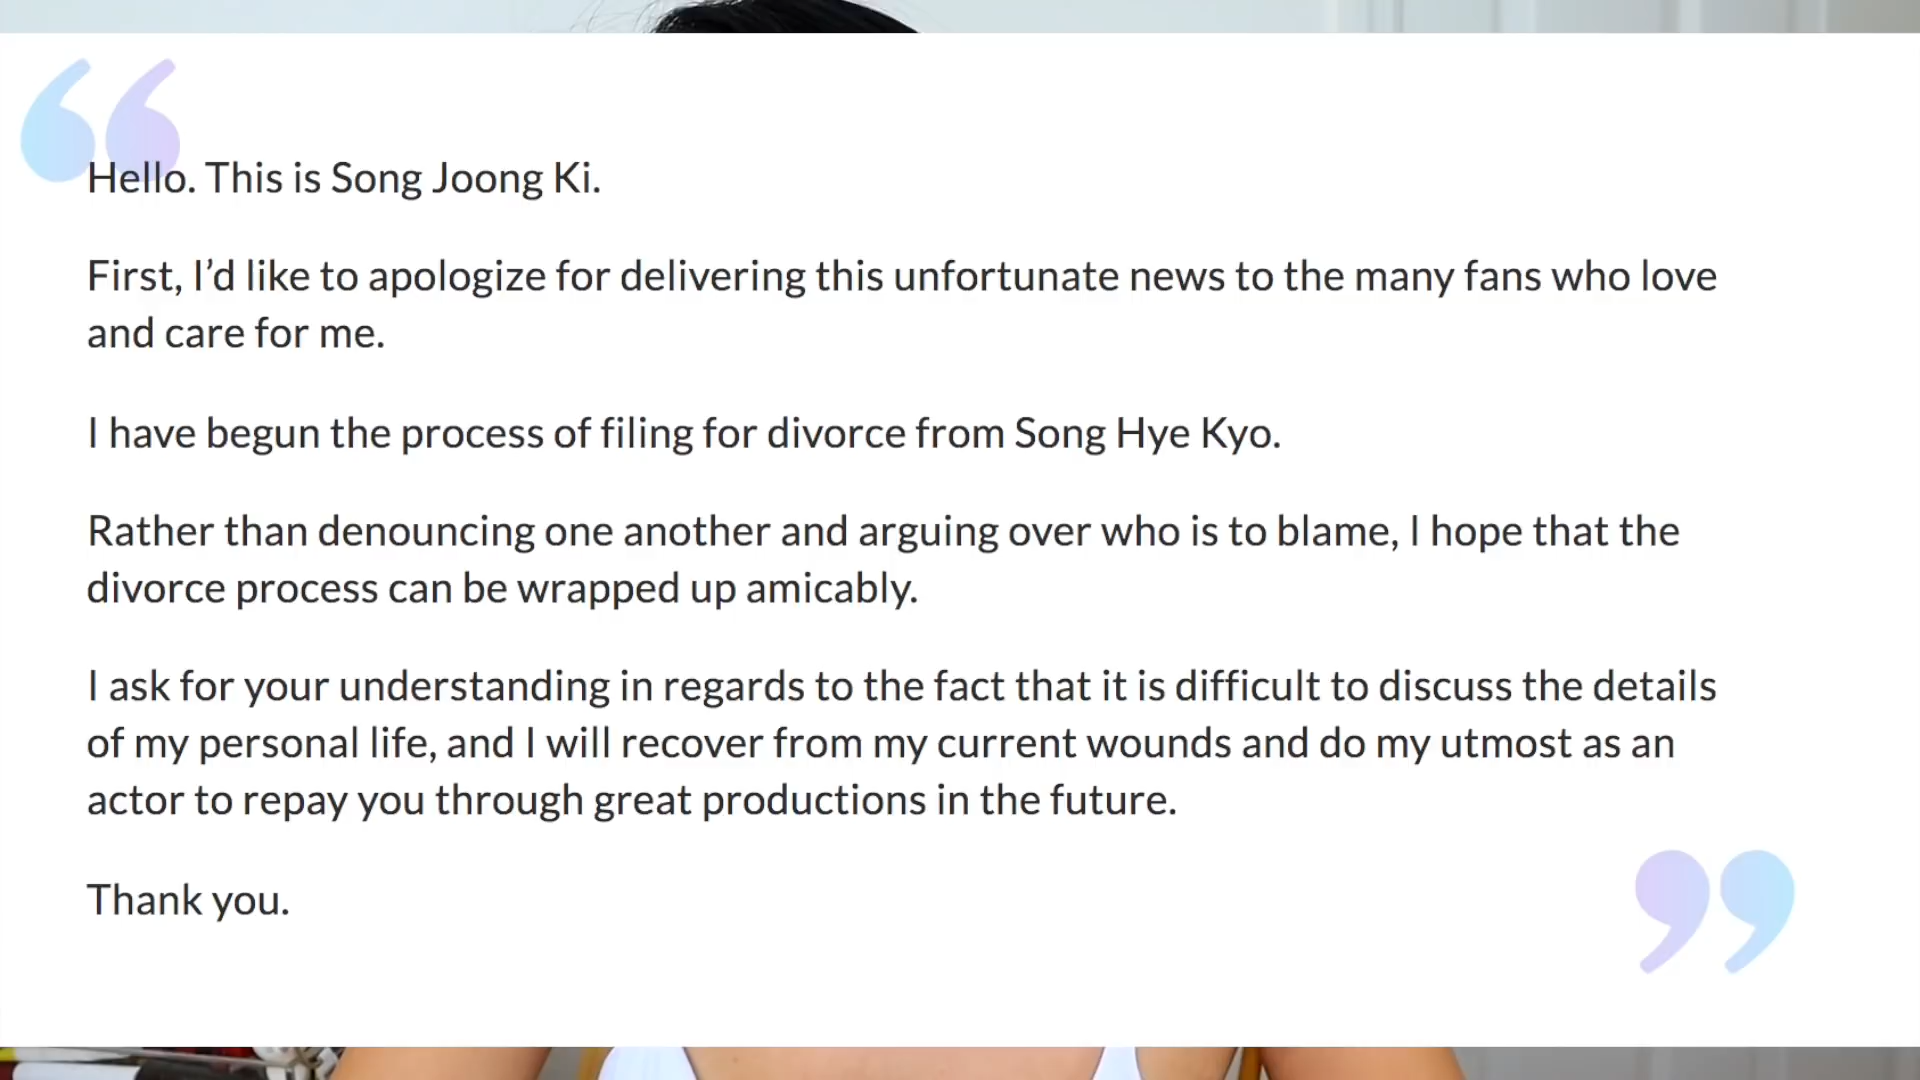 Hello. This is Song Joong Ki.
First, I’d like to apologize for delivering this unfortunate news to the many fans who love
and care for me.
I have begun the process of filing for divorce from Song Hye Kyo.
Rather than denouncing one another and arguing over who is to blame, I hope that the
divorce process can be wrapped up amicably.
I ask for your understanding in regards to the fact that it is difficult to discuss the details
of my personal life, and I will recover from my current wounds and do my utmost as an
actor to repay you through great productions in the future.
Thank you.